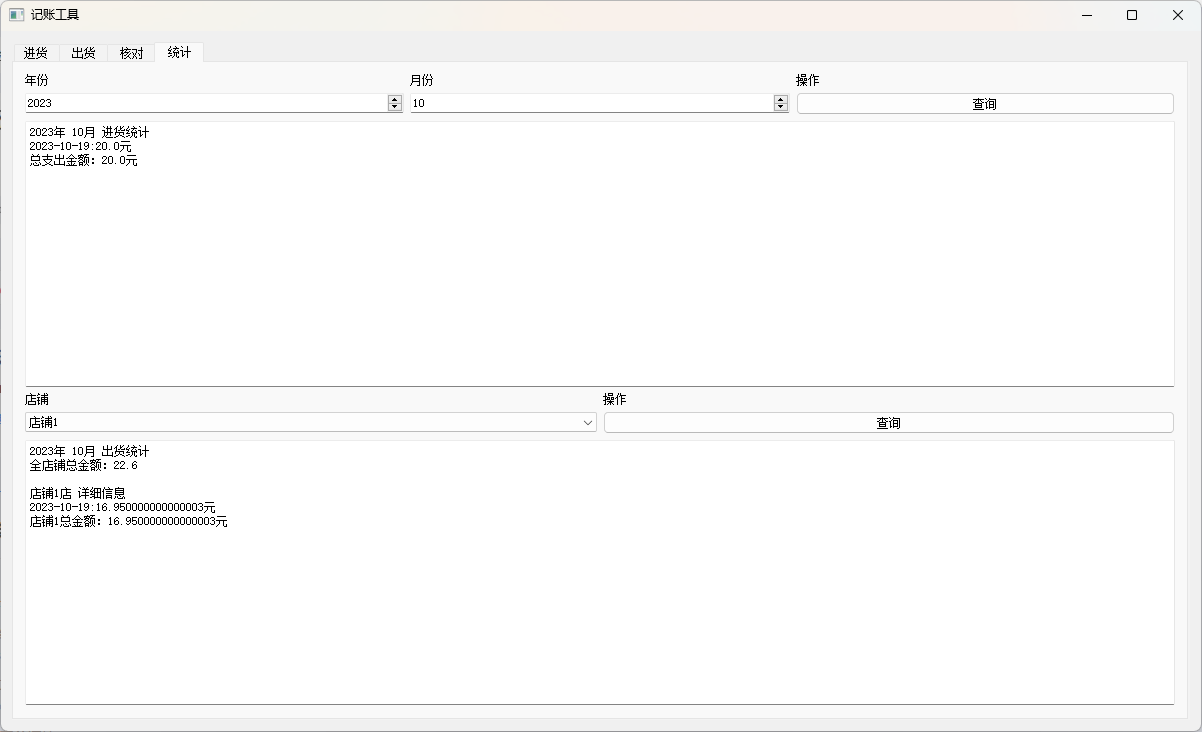 记账工具
进货 出货 核对 统计
年份 月份 操作
2023 10 查询
2023年 10月 进货统计
2023-10-19:20.0元
总支出金额：20.0元
店铺 操作
店铺1 查询
2023年 10月 出货统计
全店铺总金额：22.6
店铺1店 详细信息
2023-10-19:16.950000000000003元
店铺1总金额：16.950000000000003元